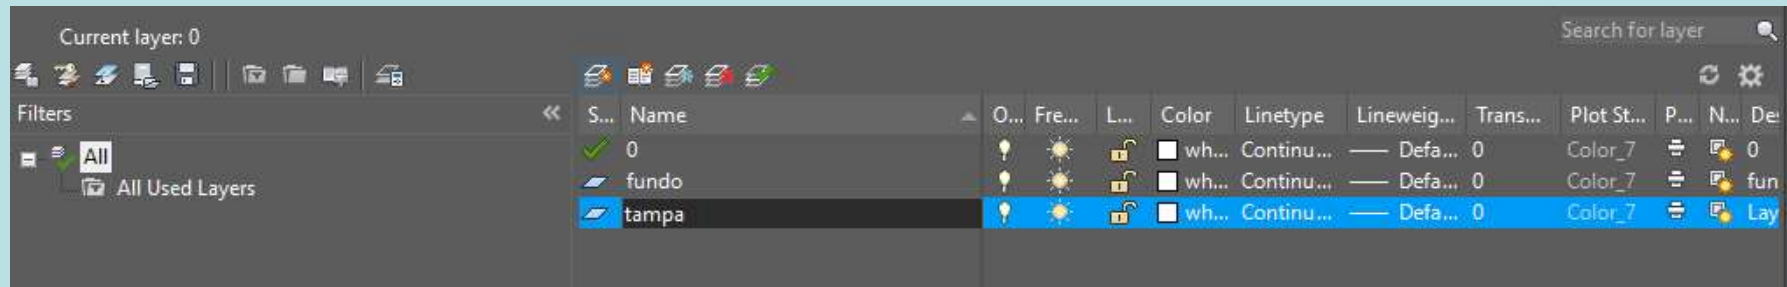 Current layer: 0
Search for layer
Filters
S... Name O... Fre... L... Color Linetype Lineweig... Trans... Plot St... P... N... De
All
All Used Layers
0 wh... Continu... Defa... 0 Color_7 0
fundo wh... Continu... Defa... 0 Color_7 fun
tampa wh... Continu... Defa... 0 Color_7 Lay